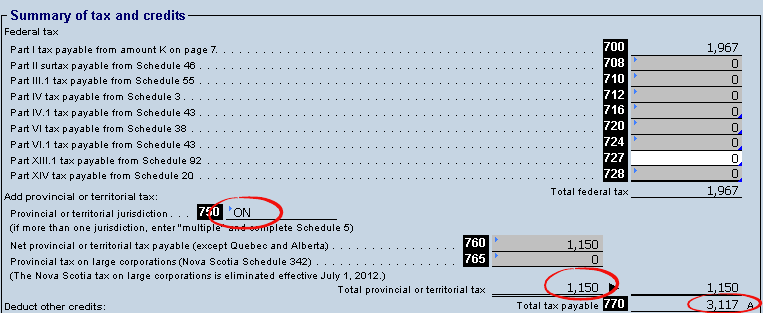 Summary of tax and credits
Federal tax
Part I tax payable from amount K on page 7. 700 1,967
Part II surtax payable from Schedule 46 708 0
Part III.1 tax payable from Schedule 55 710 0
Part IV tax payable from Schedule 3 712 0
Part IV.1 tax payable from Schedule 43 716 0
Part VI tax payable from Schedule 38 720 0
Part VI.1 tax payable from Schedule 43 724 0
Part XIII.1 tax payable from Schedule 92 727 0
Part XIV tax payable from Schedule 20 728 0
Total federal tax 1,967
Add provincial or territorial tax:
Provincial or territorial jurisdiction . . . 750 ON
(if more than one jurisdiction, enter "multiple" and complete Schedule 5)
Net provincial or territorial tax payable (except Quebec and Alberta) 760 1,150
Provincial tax on large corporations (Nova Scotia Schedule 342) 765 0
(The Nova Scotia tax on large corporations is eliminated effective July 1, 2012.)
Total provincial or territorial tax 1,150 ▶ 1,150
Total tax payable 770 3,117 A
Deduct other credits: